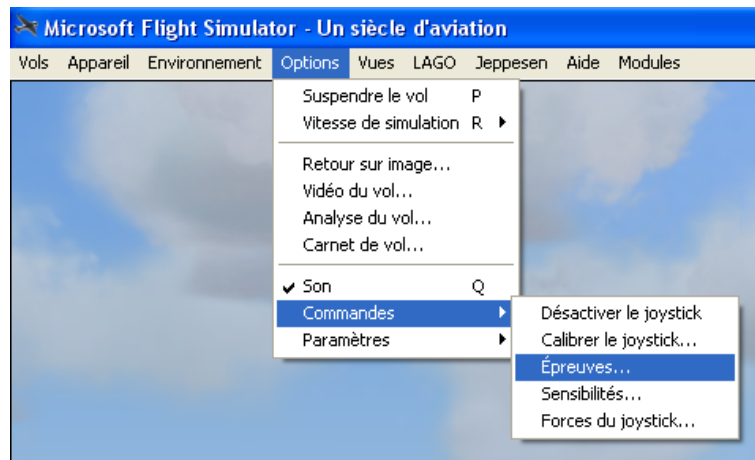 Microsoft Flight Simulator - Un siècle d'aviation
Vols Appareil Environnement Options Vues LAGO Jeppesen Aide Modules
Suspendre le vol P
Vitesse de simulation R
Retour sur image...
Vidéo du vol...
Analyse du vol...
Carnet de vol...
Son Q
Commandes
Paramètres
Désactiver le joystick
Calibrer le joystick...
Épreuves...
Sensibilités...
Forces du joystick...